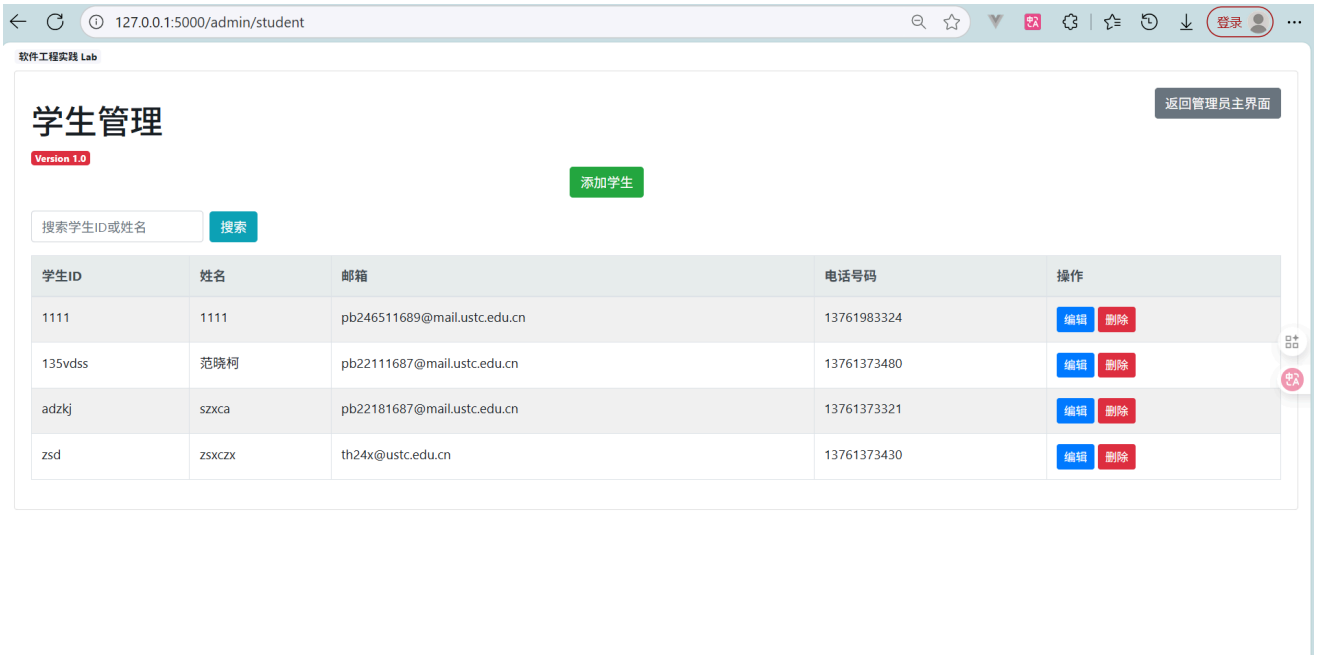 127.0.0.1:5000/admin/student
登录
软件工程实践 Lab
返回管理员主界面
学生管理
Version 1.0
添加学生
搜索学生ID或姓名 搜索
学生ID 姓名 邮箱 电话号码 操作
1111 1111 pb246511689@mail.ustc.edu.cn 13761983324 编辑 删除
135vdss 范晓柯 pb22111687@mail.ustc.edu.cn 13761373480 编辑 删除
adzkj szxca pb22181687@mail.ustc.edu.cn 13761373321 编辑 删除
zsd zsxczx th24x@ustc.edu.cn 13761373430 编辑 删除